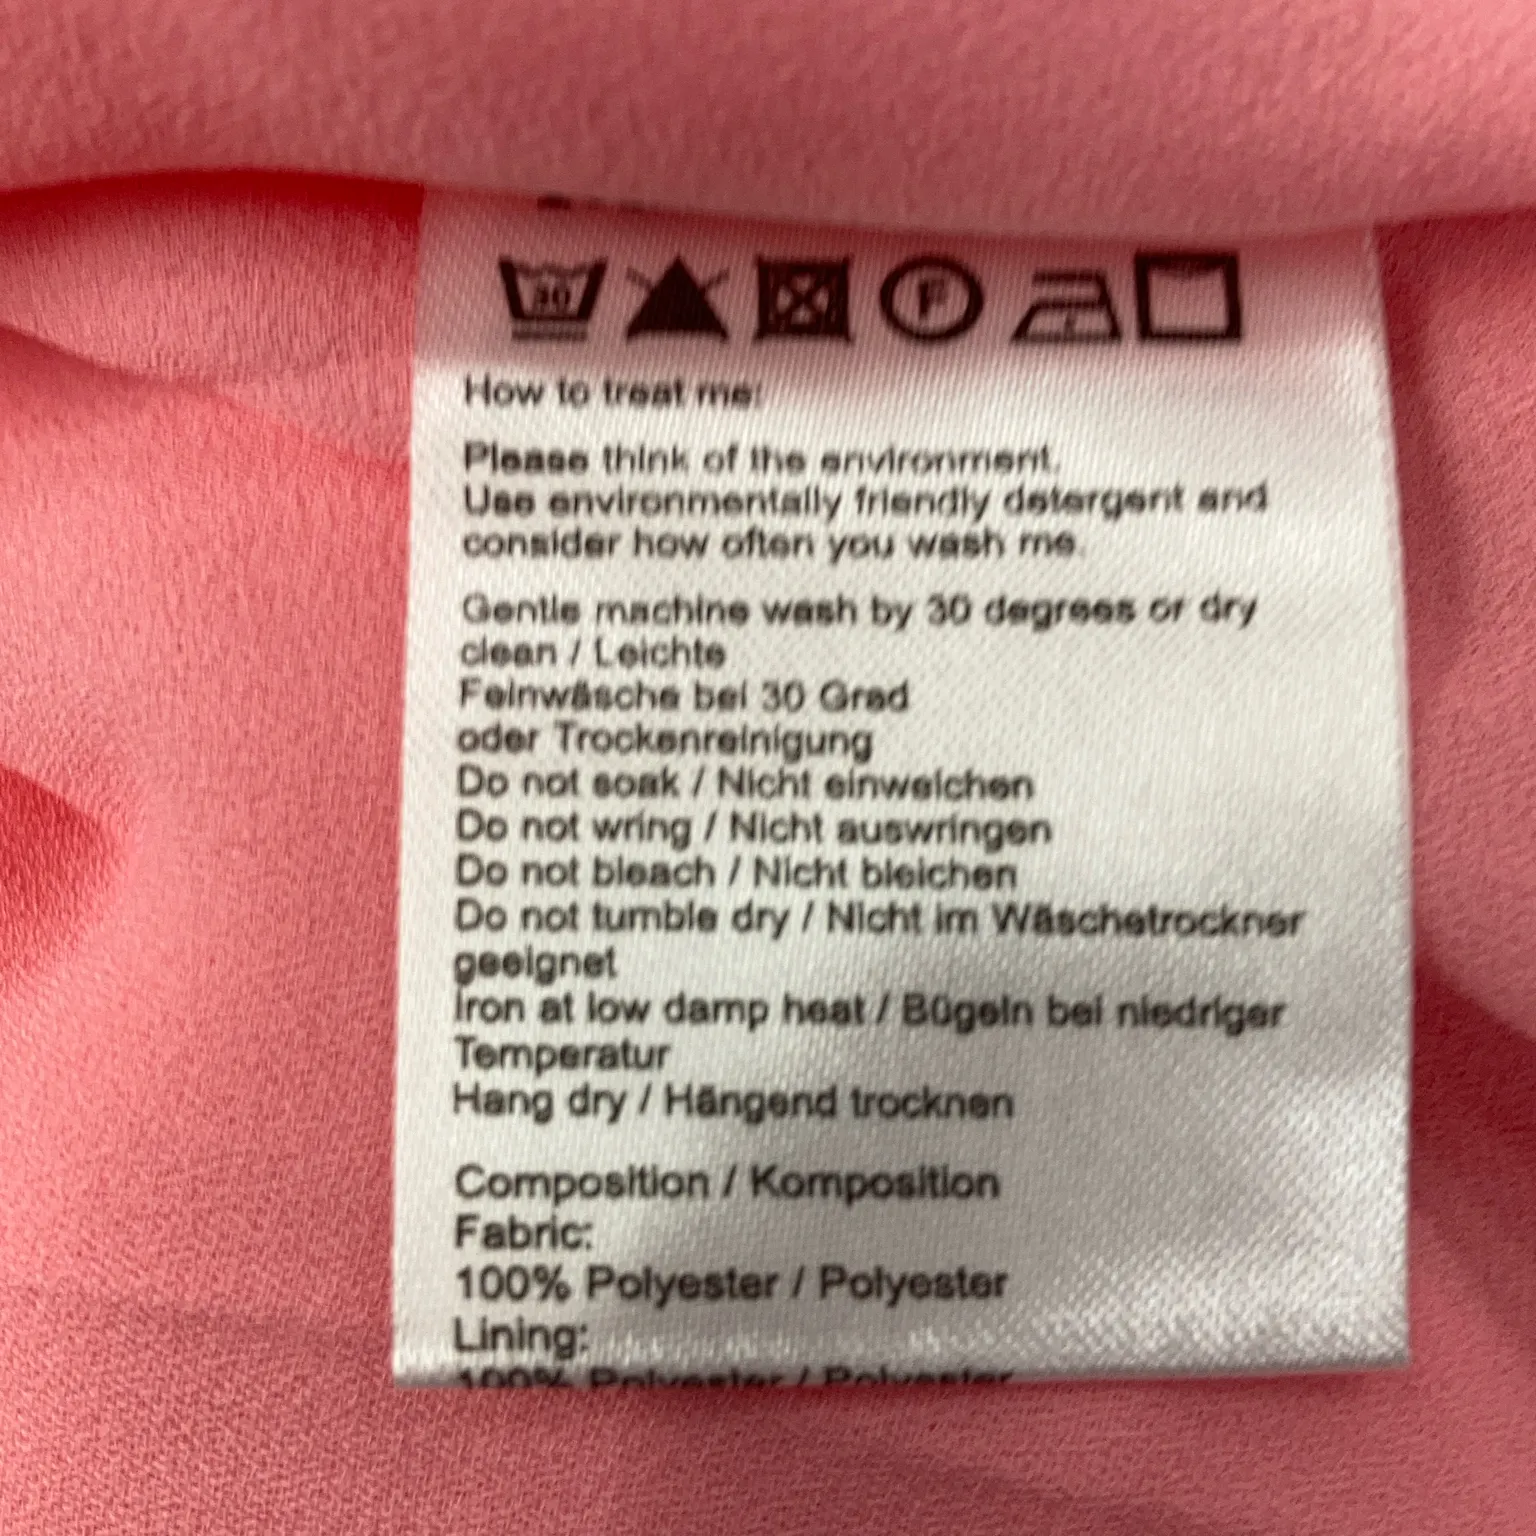 30 F
How to treat me:
Please think of the environment.
Use environmentally friendly detergent and
consider how often you wash me.
Gentle machine wash by 30 degrees or dry
clean / Leichte
Feinwäsche bei 30 Grad
oder Trockenreinigung
Do not soak / Nicht einweichen
Do not wring / Nicht auswringen
Do not bleach / Nicht bleichen
Do not tumble dry / Nicht im Wäschetrockner
geeignet
Iron at low damp heat / Bügeln bei niedriger
Temperatur
Hang dry / Hängend trocknen
Composition / Komposition
Fabric:
100% Polyester / Polyester
Lining:
100% Polyester / Polyester